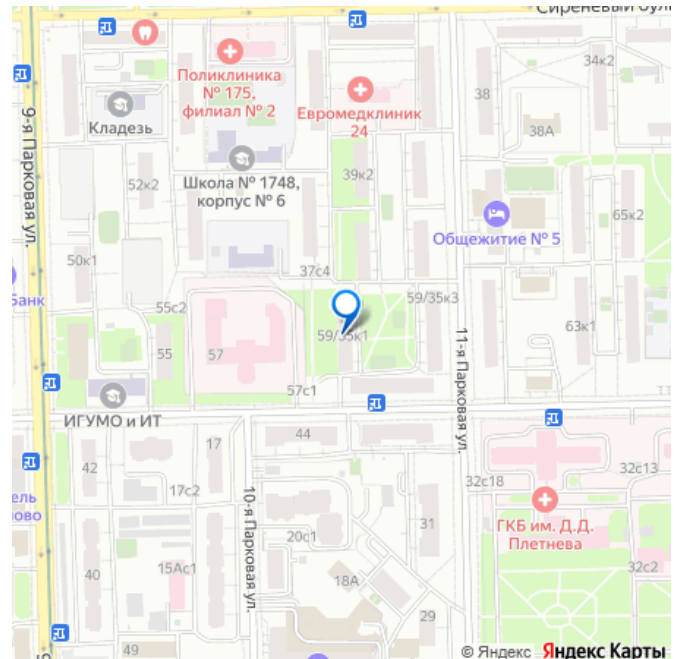 Сиреневый буль
Поликлиника
№ 175,
филиал № 2
Евромедклиник
24
Кладезь
9-я Парковая ул.
34к2
38
38А
Школа № 1748,
корпус № 6
52к2
39к2
65к2
Общежитие № 5
50к1
37с4
Банк
55с2
59/35к3
59/35к1
57
55
63к1
11-я Парковая ул.
57с1
ИГУМО и ИТ
44
17
42
32с13
32с18
17с2
10-я Парковая ул.
ГКБ им. Д.Д.
Плетнева
31
20с1
15Ас1
40
18А
32с2
29
49
© Яндекс Яндекс Карты